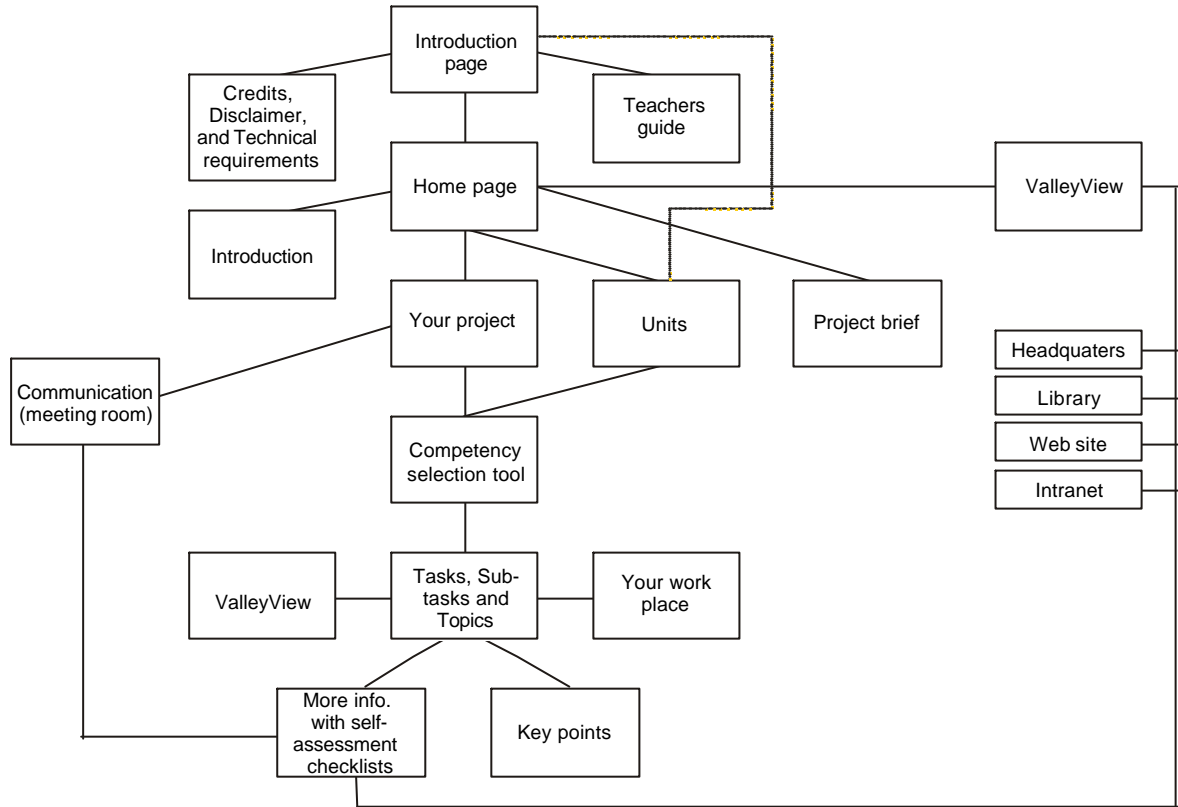 Introduction
page
Credits,
Disclaimer,
and Technical
requirements
Teachers
guide
Home page
ValleyView
Introduction
Your project
Units
Project brief
Headquaters
Communication
(meeting room)
Library
Competency
selection tool
Web site
Intranet
ValleyView
Tasks, Sub-
tasks and
Topics
Your work
place
More info.
with self-
assessment
checklists
Key points